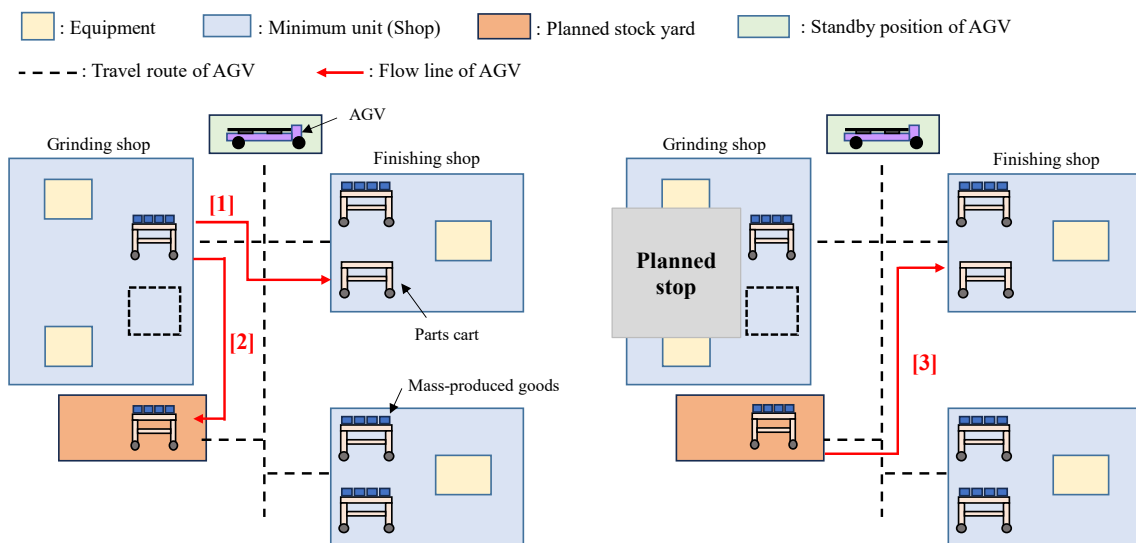 : Equipment
: Minimum unit (Shop)
: Planned stock yard
: Standby position of AGV
: Travel route of AGV
: Flow line of AGV
AGV
Grinding shop
Finishing shop
[1]
[2]
Parts cart
Mass-produced goods
Grinding shop
Finishing shop
Planned
stop
[3]